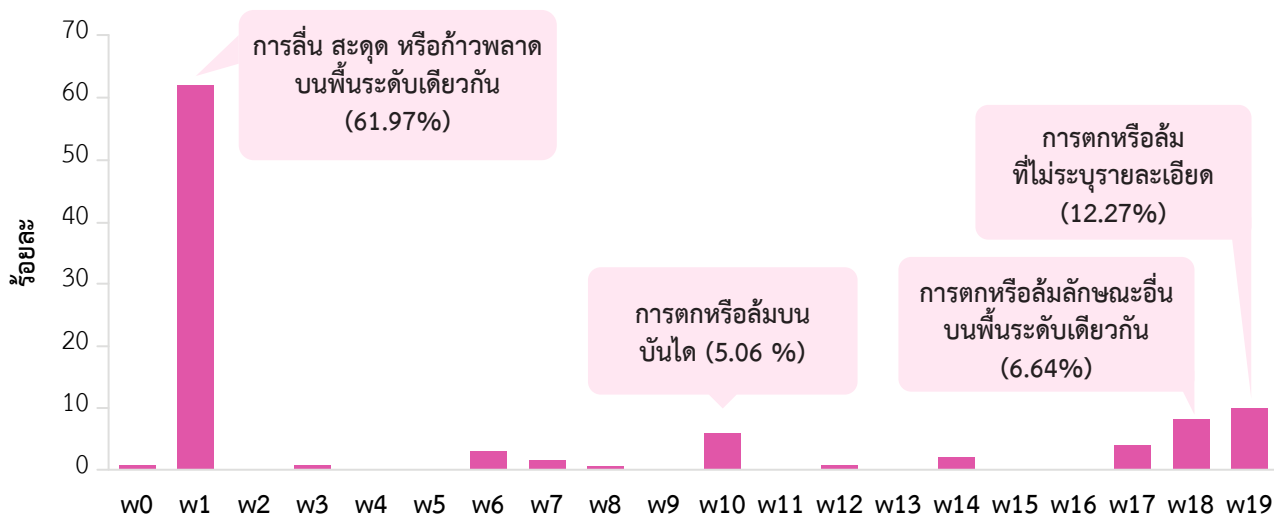 70
60
50
40
30
20
10
0
ร้อยละ
การลื่น สะดุด หรือก้าวพลาด
บนพื้นระดับเดียวกัน
(61.97%)
การตกหรือล้มบน
บันได (5.06 %)
การตกหรือล้มลักษณะอื่น
บนพื้นระดับเดียวกัน
(6.64%)
การตกหรือล้ม
ที่ไม่ระบุรายละเอียด
(12.27%)
w0 w1 w2 w3 w4 w5 w6 w7 w8 w9 w10 w11 w12 w13 w14 w15 w16 w17 w18 w19